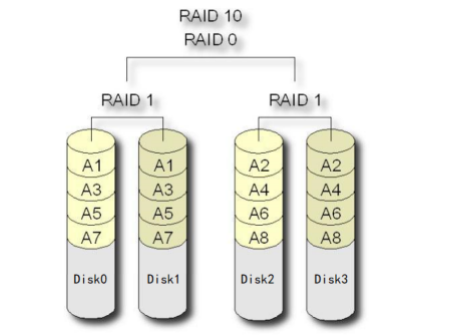 RAID 10
RAID 0
RAID 1 RAID 1
A1 A1 A2 A2
A3 A3 A4 A4
A5 A5 A6 A6
A7 A7 A8 A8
Disk0 Disk1 Disk2 Disk3